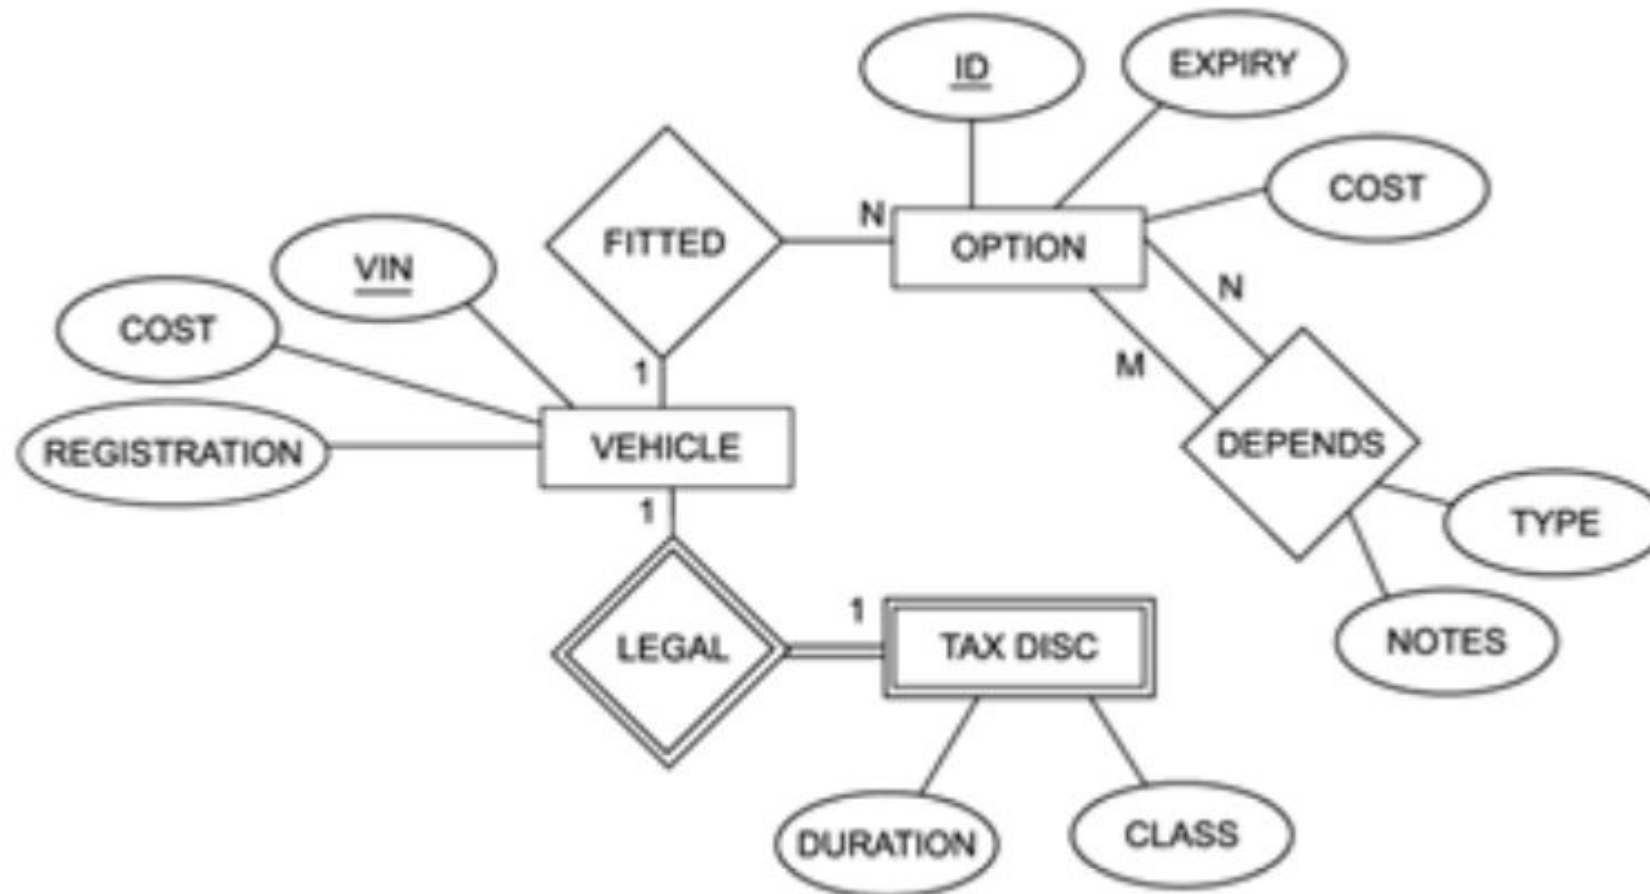 ID
EXPIRY
COST
FITTED
N
OPTION
VIN
N
COST
M
1
REGISTRATION
VEHICLE
DEPENDS
1
TYPE
1
LEGAL
TAX DISC
NOTES
DURATION
CLASS